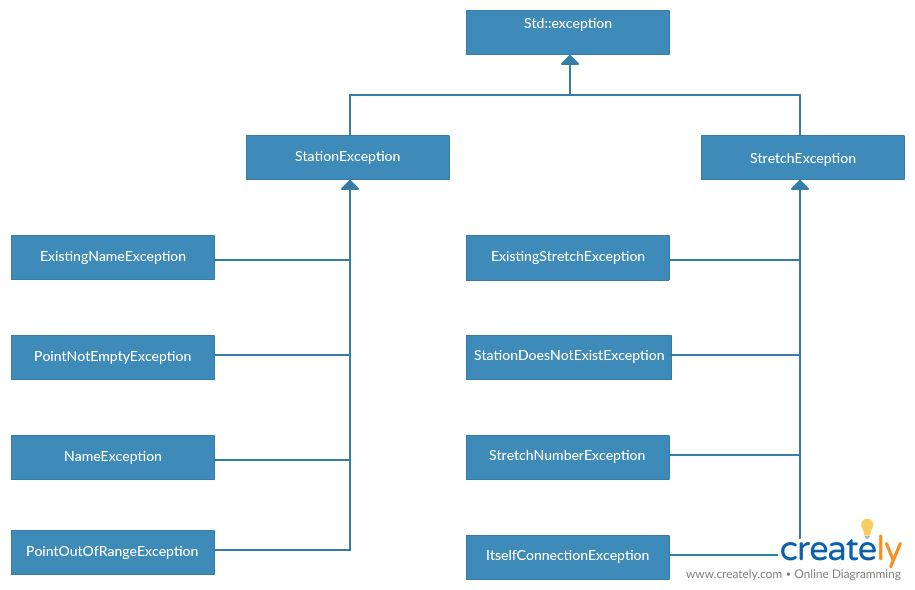 Std::exception
StationException
StretchException
ExistingNameException
ExistingStretchException
PointNotEmptyException
StationDoesNotExistException
NameException
StretchNumberException
PointOutOfRangeException
ItselfConnectionException
creately
www.creately.com • Online Diagramming